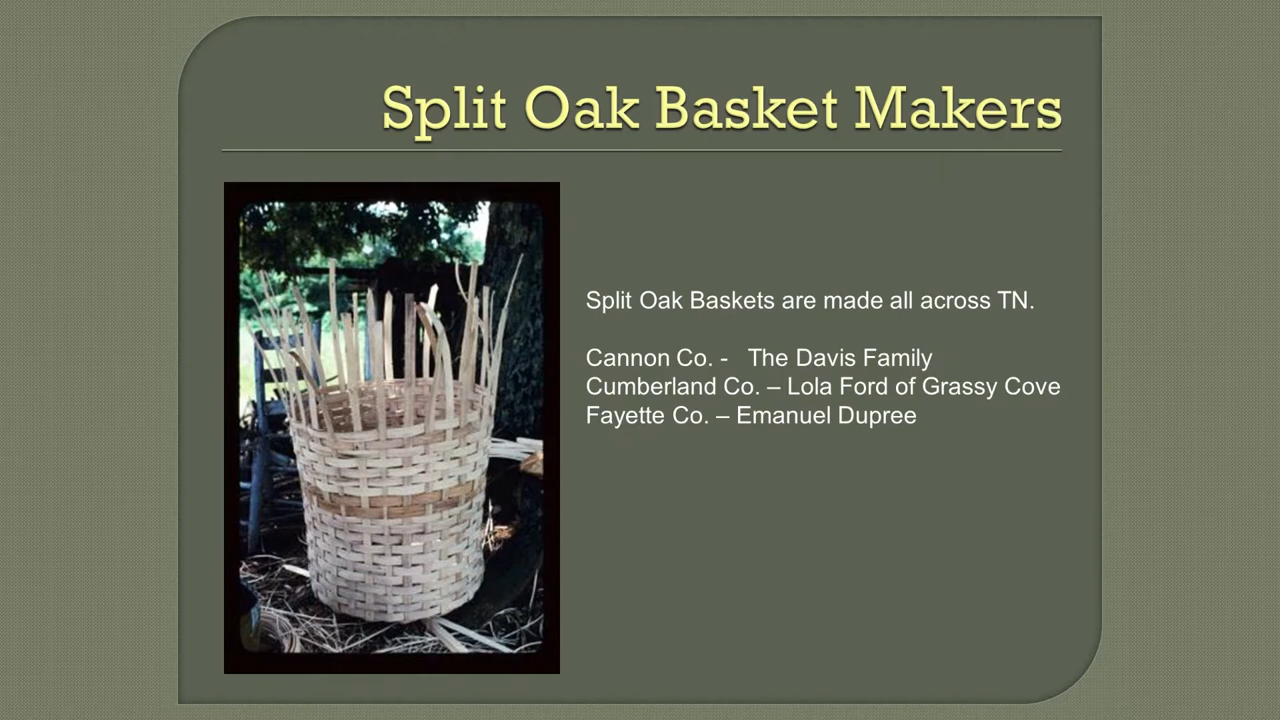 Split Oak Basket Makers
Split Oak Baskets are made all across TN.
Cannon Co. -   The Davis Family
Cumberland Co. – Lola Ford of Grassy Cove
Fayette Co. – Emanuel Dupree